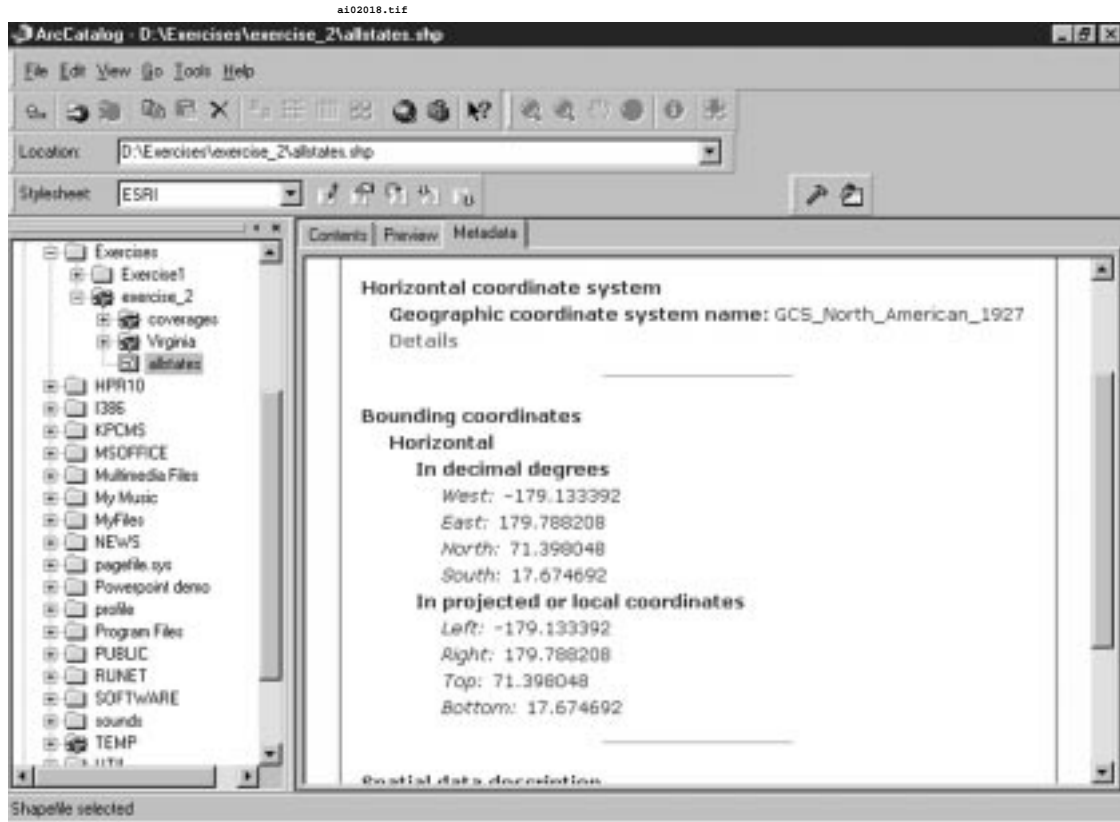 ai02018.tif
ArcCatalog - D:\Exercises\exercise_2\allstates.shp
File Edit View Go Tools Help
Location: D:\Exercises\exercise_2\allstates.shp
Stylesheet: ESRI
Contents Preview Metadata
Exercises
Exercise1
exercise_2
coverages
Virginia
allstates
HPR10
I386
KPCMS
MSOFFICE
Multimedia Files
My Music
MyFiles
NEWS
pagefile.sys
Powerpoint demo
profile
Program Files
PUBLIC
RUNET
SOFTWARE
sounds
TEMP
UTIL
Horizontal coordinate system
Geographic coordinate system name: GCS_North_American_1927
Details
Bounding coordinates
Horizontal
In decimal degrees
West: -179.133392
East: 179.788208
North: 71.398048
South: 17.674692
In projected or local coordinates
Left: -179.133392
Right: 179.788208
Top: 71.398048
Bottom: 17.674692
Spatial data description
Shapefile selected